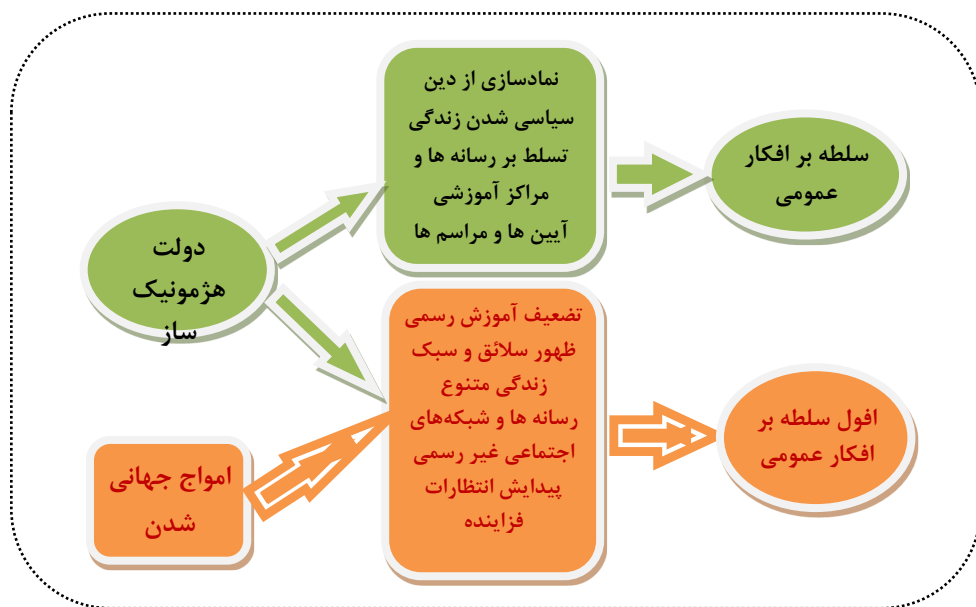 نمادسازی از دین
سیاسی شدن زندگی
تسلط بر رسانه ها و
مراکز آموزشی
آیین ها و مراسم ها
سلطه بر افکار
عمومی
دولت
هژمونیک
ساز
تضعیف آموزش رسمی
ظهور سلائق و سبک
زندگی متنوع
رسانه ها و شبکه‌های
اجتماعی غیر رسمی
پیدایش انتظارات
فزاینده
افول سلطه بر
افکار عمومی
امواج جهانی
شدن